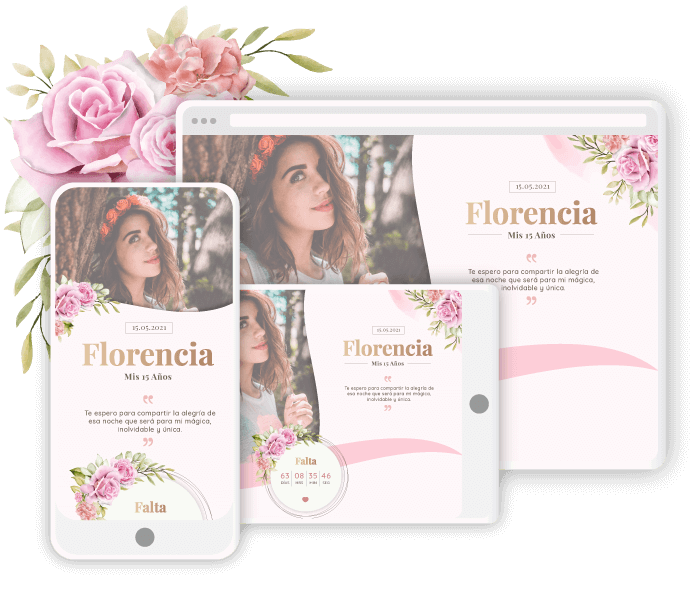 15.05.2021
Florencia
Mis 15 Años
Te espero para compartir la alegría de
esa noche que será para mi mágica,
inolvidable y única.
15.05.2021
Florencia
Mis 15 Años
Te espero para compartir la alegría de
esa noche que será para mi mágica,
inolvidable y única.
Falta
15.05.2021
Florencia
Mis 15 Años
Te espero para compartir la alegría de
esa noche que será para mi mágica,
inolvidable y única.
Falta
63 08 35 46